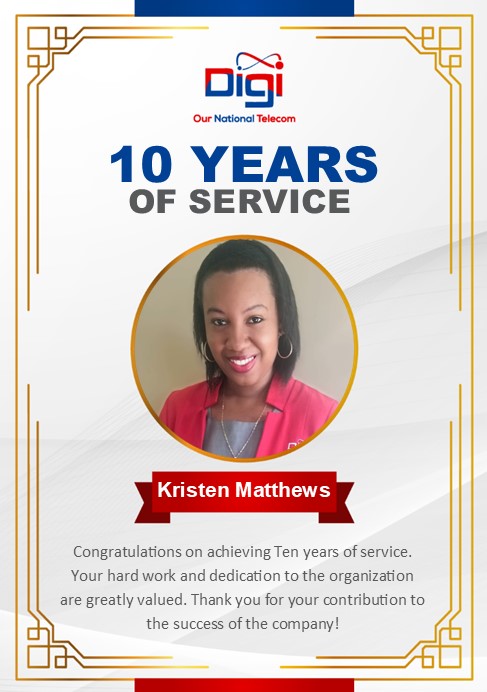 Digi
Our National Telecom
10 YEARS
OF SERVICE
Kristen Matthews
Congratulations on achieving Ten years of service.
Your hard work and dedication to the organization
are greatly valued. Thank you for your contribution to
the success of the company!